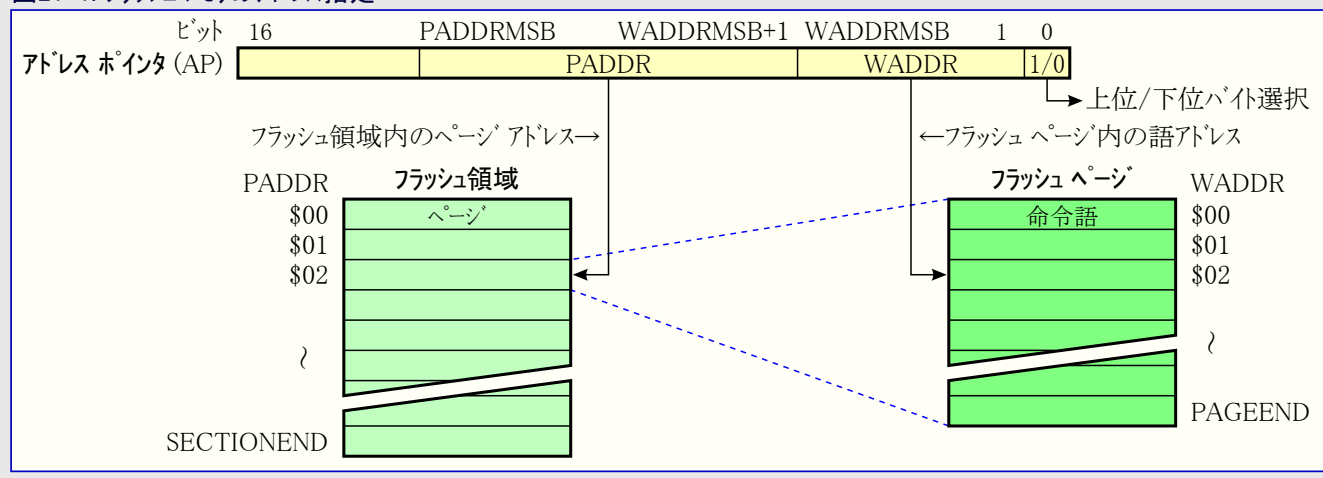 ビット 16 PADDRMSB WADDRMSB+1 WADDRMSB 1 0
アドレス ポインタ (AP) PADDR WADDR 1/0
上位/下位バイト選択
フラッシュ領域内のページ アドレス→ ←フラッシュ ページ内の語アドレス
PADDR フラッシュ領域 フラッシュ ページ WADDR
$00 ページ 命令語 $00
$01 $01
$02 $02
~ ~
PAGEEND
SECTIONEND